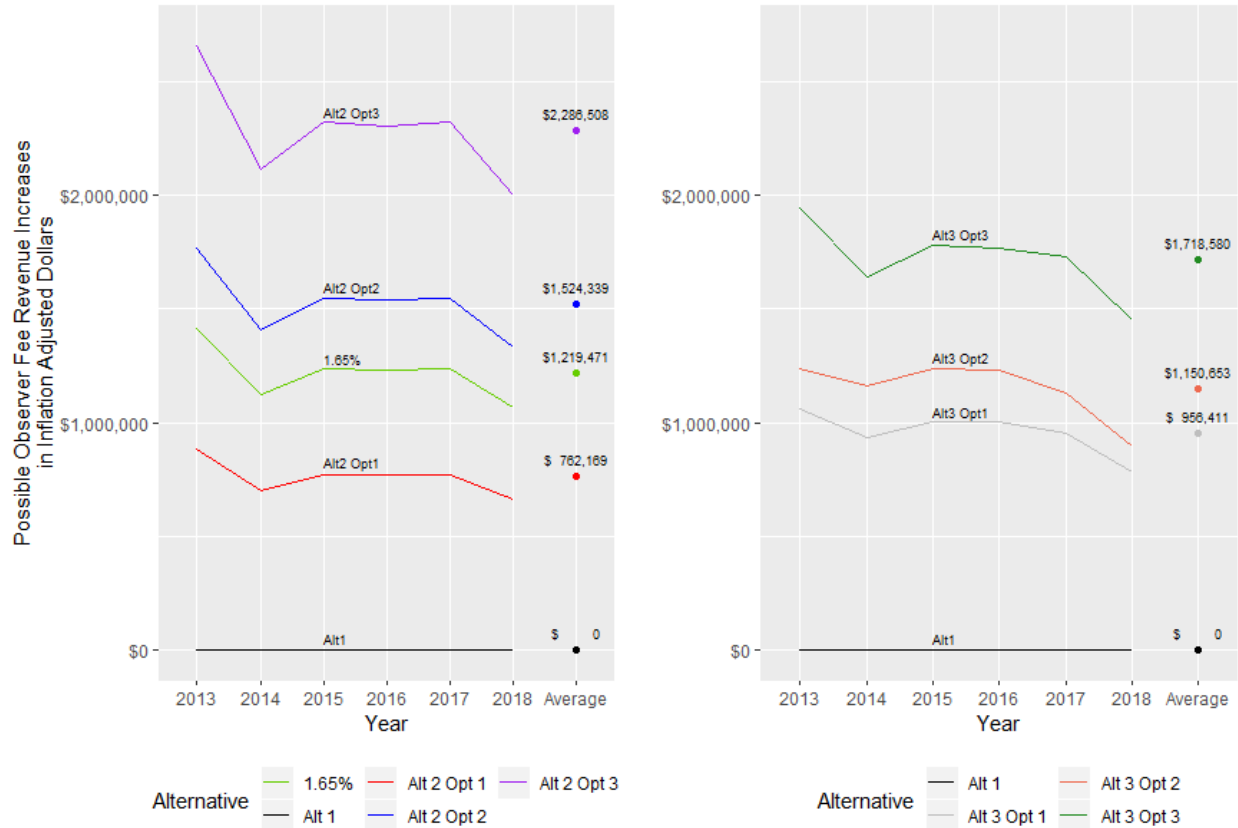 Possible Observer Fee Revenue Increases
in Inflation Adjusted Dollars
$2,000,000
$1,000,000
$0
Alt2 Opt3
$2,286,508
Alt2 Opt2
$1,524,339
1.65%
$1,219,471
Alt2 Opt1
$ 762,169
Alt1
$ 0
2013 2014 2015 2016 2017 2018 Average
Year
Alternative
1.65% Alt 2 Opt 1 Alt 2 Opt 3
Alt 1 Alt 2 Opt 2
$2,000,000
$1,000,000
$0
Alt3 Opt3
$1,718,580
Alt3 Opt2
$1,150,653
Alt3 Opt1
$ 956,411
Alt1
$ 0
2013 2014 2015 2016 2017 2018 Average
Year
Alternative
Alt 1 Alt 3 Opt 2
Alt 3 Opt 1 Alt 3 Opt 3